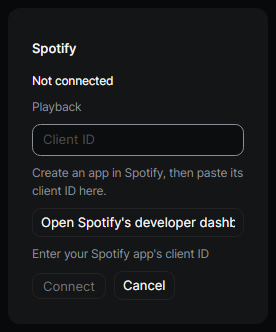 Spotify
Not connected
Playback
Client ID
Create an app in Spotify, then paste its
client ID here.
Open Spotify's developer dashb
Enter your Spotify app's client ID
Connect
Cancel